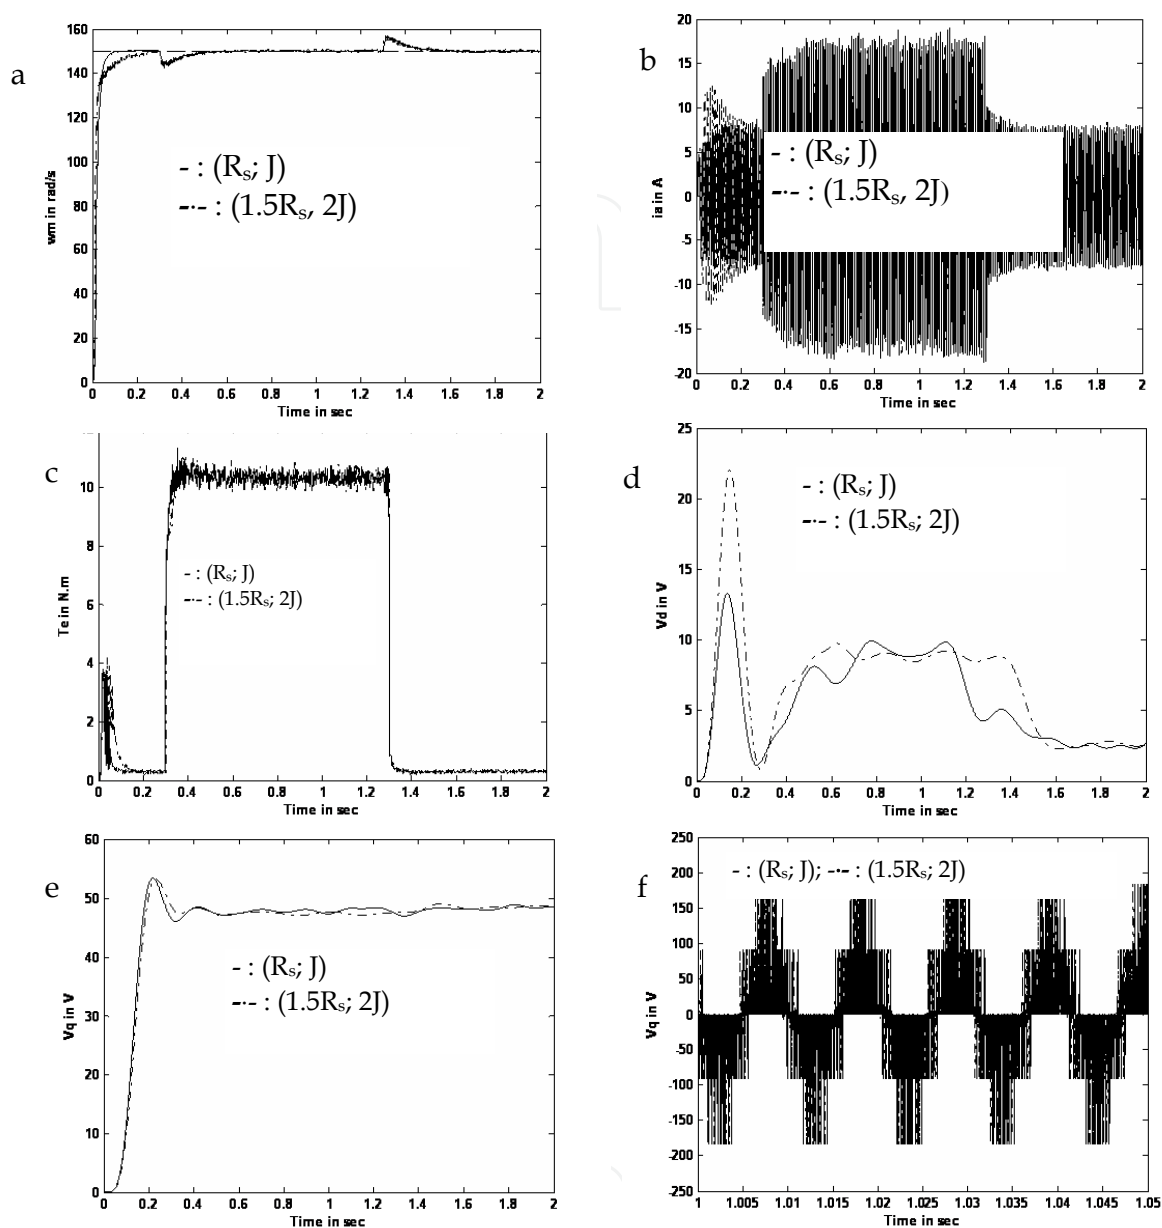 a
wm in rad/s
160
140
120
100
80
60
40
20
0
- : (Rs; J)
-·- : (1.5Rs, 2J)
0 0.2 0.4 0.6 0.8 1 1.2 1.4 1.6 1.8 2
Time in sec
b
ia in A
20
15
10
5
0
-5
-10
-15
-20
- : (Rs; J)
-·- : (1.5Rs, 2J)
0 0.2 0.4 0.6 0.8 1 1.2 1.4 1.6 1.8 2
Time in sec
c
Te in N.m
10
8
6
4
2
0
- : (Rs; J)
-·- : (1.5Rs; 2J)
0 0.2 0.4 0.6 0.8 1 1.2 1.4 1.6 1.8 2
Time in sec
d
Vd in V
25
20
15
10
5
0
- : (Rs; J)
-·- : (1.5Rs; 2J)
0 0.2 0.4 0.6 0.8 1 1.2 1.4 1.6 1.8 2
Time in sec
e
Vq in V
60
50
40
30
20
10
0
- : (Rs; J)
-·- : (1.5Rs; 2J)
0 0.2 0.4 0.6 0.8 1 1.2 1.4 1.6 1.8 2
Time in sec
f
Vq in V
250
200
150
100
50
0
-50
-100
-150
-200
-250
- : (Rs; J); -·- : (1.5Rs; 2J)
1 1.005 1.01 1.015 1.02 1.025 1.03 1.035 1.04 1.045 1.05
Time in sec